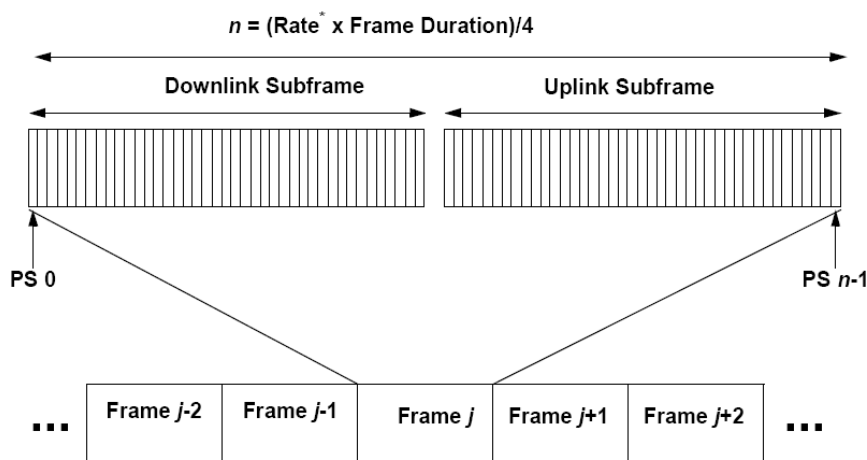 n = (Rate* x Frame Duration)/4
Downlink Subframe
Uplink Subframe
PS 0
PS n-1
... Frame j-2 Frame j-1 Frame j Frame j+1 Frame j+2 ...